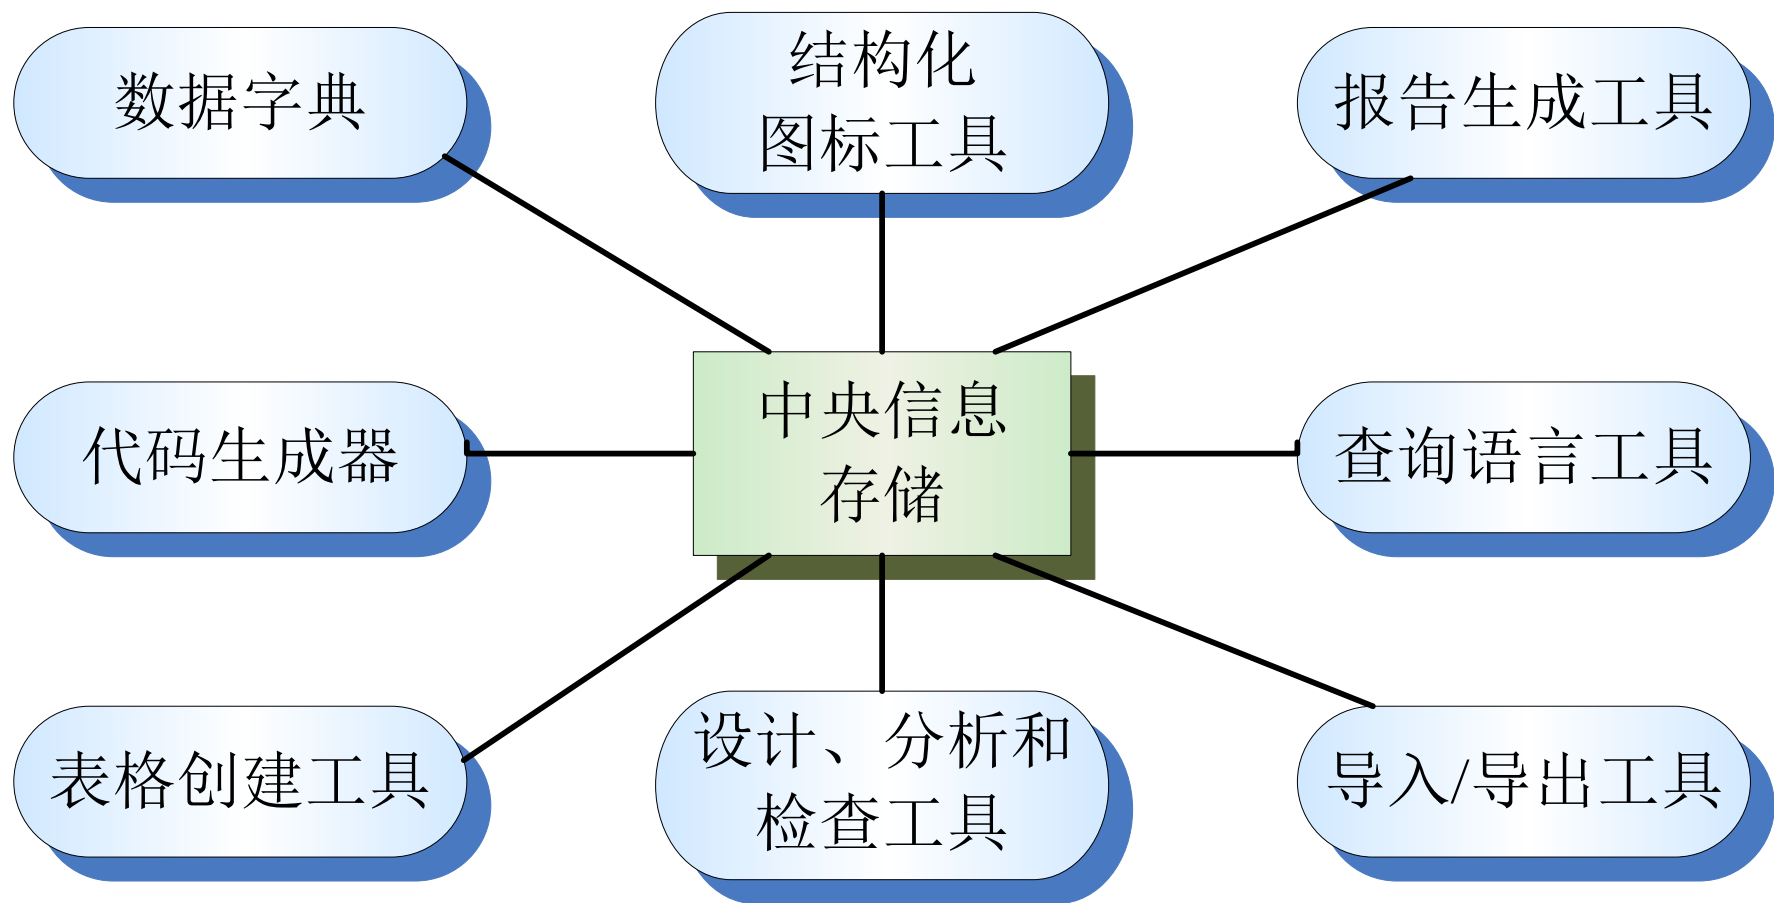 数据字典
结构化
图标工具
报告生成工具
中央信息
存储
代码生成器
查询语言工具
表格创建工具
设计、分析和
检查工具
导入/导出工具